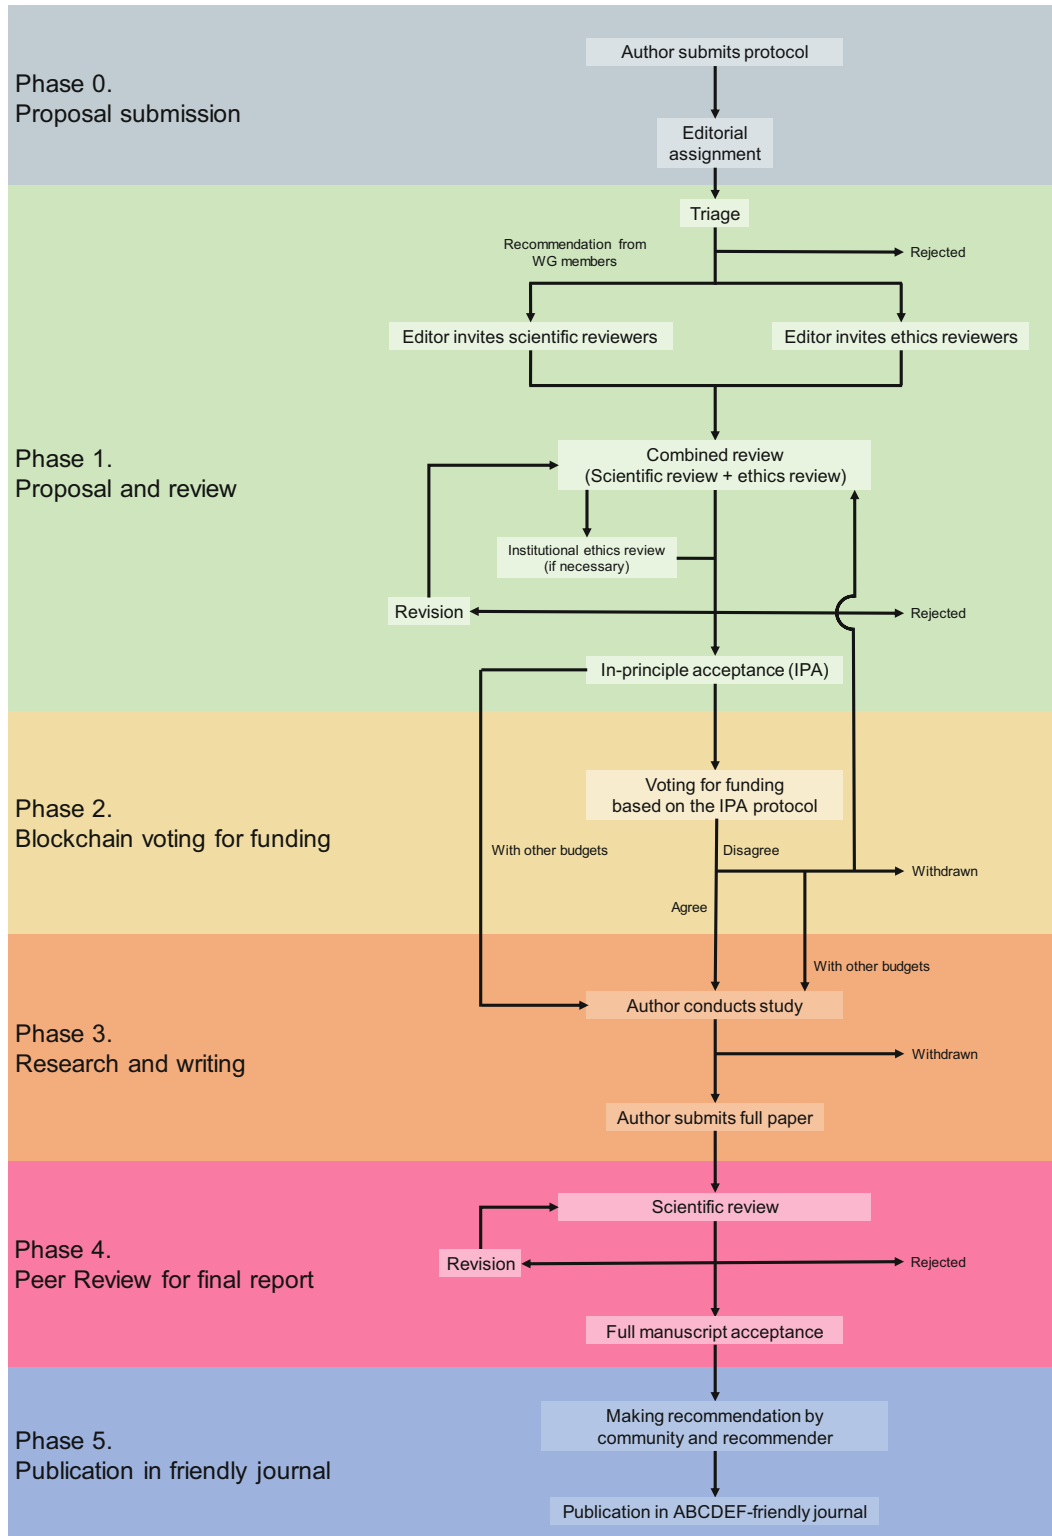 Phase 0.
Proposal submission
Author submits protocol
Editorial
assignment
Triage
Recommendation from
WG members
Rejected
Editor invites scientific reviewers
Editor invites ethics reviewers
Phase 1.
Proposal and review
Combined review
(Scientific review + ethics review)
Institutional ethics review
(if necessary)
Revision
Rejected
In-principle acceptance (IPA)
Phase 2.
Blockchain voting for funding
Voting for funding
based on the IPA protocol
With other budgets
Disagree
Withdrawn
Agree
With other budgets
Phase 3.
Research and writing
Author conducts study
Withdrawn
Author submits full paper
Phase 4.
Peer Review for final report
Scientific review
Revision
Rejected
Full manuscript acceptance
Phase 5.
Publication in friendly journal
Making recommendation by
community and recommender
Publication in ABCDEF-friendly journal